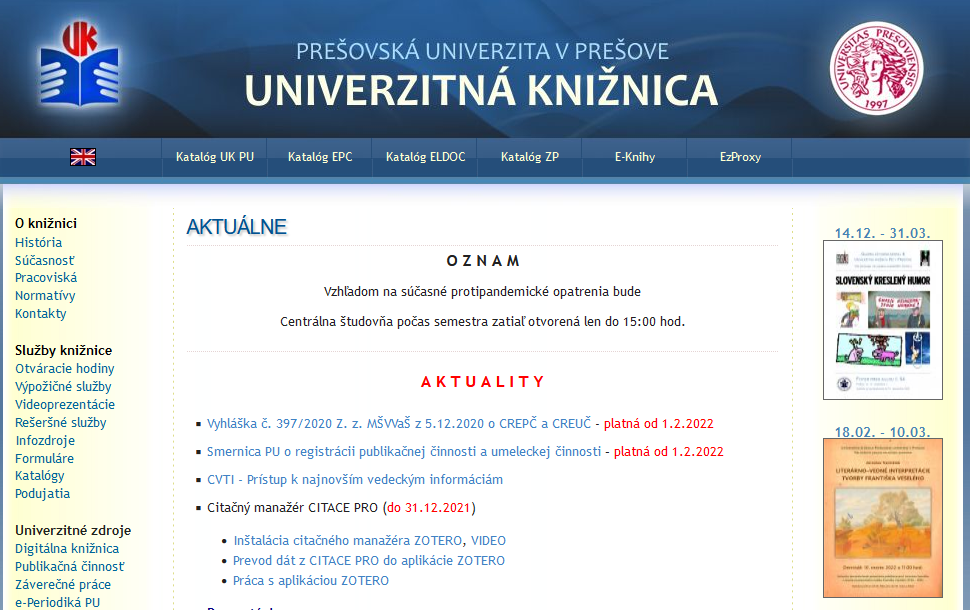 UK
PREŠOVSKÁ UNIVERZITA V PREŠOVE
UNIVERZITNÁ KNIŽNICA
UNIVERSITAS PRESOVIENSIS
1997
Katalóg UK PU
Katalóg EPC
Katalóg ELDOC
Katalóg ZP
E-Knihy
EzProxy
O knižnici
História
Súčasnosť
Pracoviská
Normatívy
Kontakty
Služby knižnice
Otváracie hodiny
Výpožičné služby
Videoprezentácie
Rešeršné služby
Infozdroje
Formuláre
Katalógy
Podujatia
Univerzitné zdroje
Digitálna knižnica
Publikačná činnosť
Záverečné práce
e-Periodiká PU
AKTUÁLNE
O Z N A M
Vzhľadom na súčasné protipandemické opatrenia bude
Centrálna študovňa počas semestra zatiaľ otvorená len do 15:00 hod.
A K T U A L I T Y
Vyhláška č. 397/2020 Z. z. MŠVVaŠ z 5.12.2020 o CREPČ a CREUČ - platná od 1.2.2022
Smernica PU o registrácii publikačnej činnosti a umeleckej činnosti - platná od 1.2.2022
CVTI - Prístup k najnovším vedeckým informáciám
Citačný manažér CITACE PRO (do 31.12.2021)
Inštalácia citačného manažéra ZOTERO, VIDEO
Prevod dát z CITACE PRO do aplikácie ZOTERO
Práca s aplikáciou ZOTERO
14.12. - 31.03.
SLOVENSKÝ KRESLENÝ HUMOR
18.02. - 10.03.
LITERÁRNO-VEDNÉ INTERPRETÁCIE
TVORBY FRANTIŠKA VESELÉHO